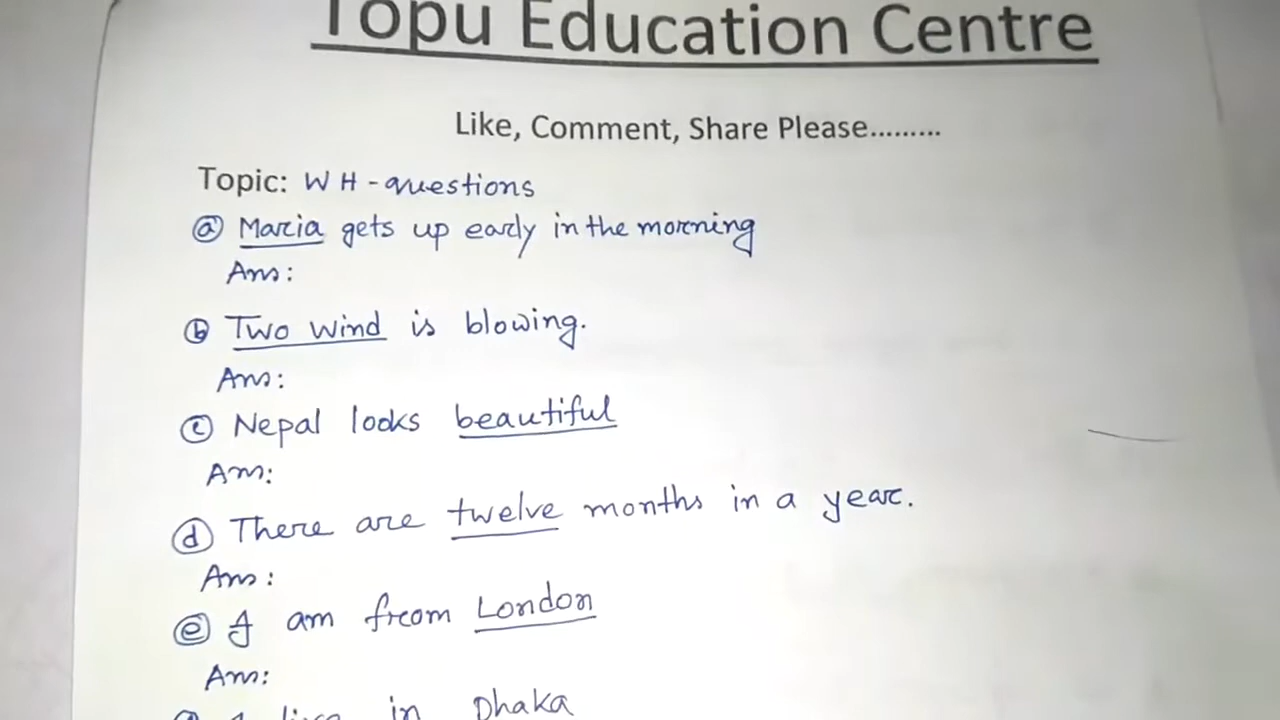 Topu Education Centre
Like, Comment, Share Please.........
Topic: WH-questions
ⓐ Maria gets up early in the morning
Ans:
ⓑ Two wind is blowing.
Ans:
ⓒ Nepal looks beautiful
Ans:
ⓓ There are twelve months in a year.
Ans:
ⓔ I am from London
Ans:
I live in Dhaka